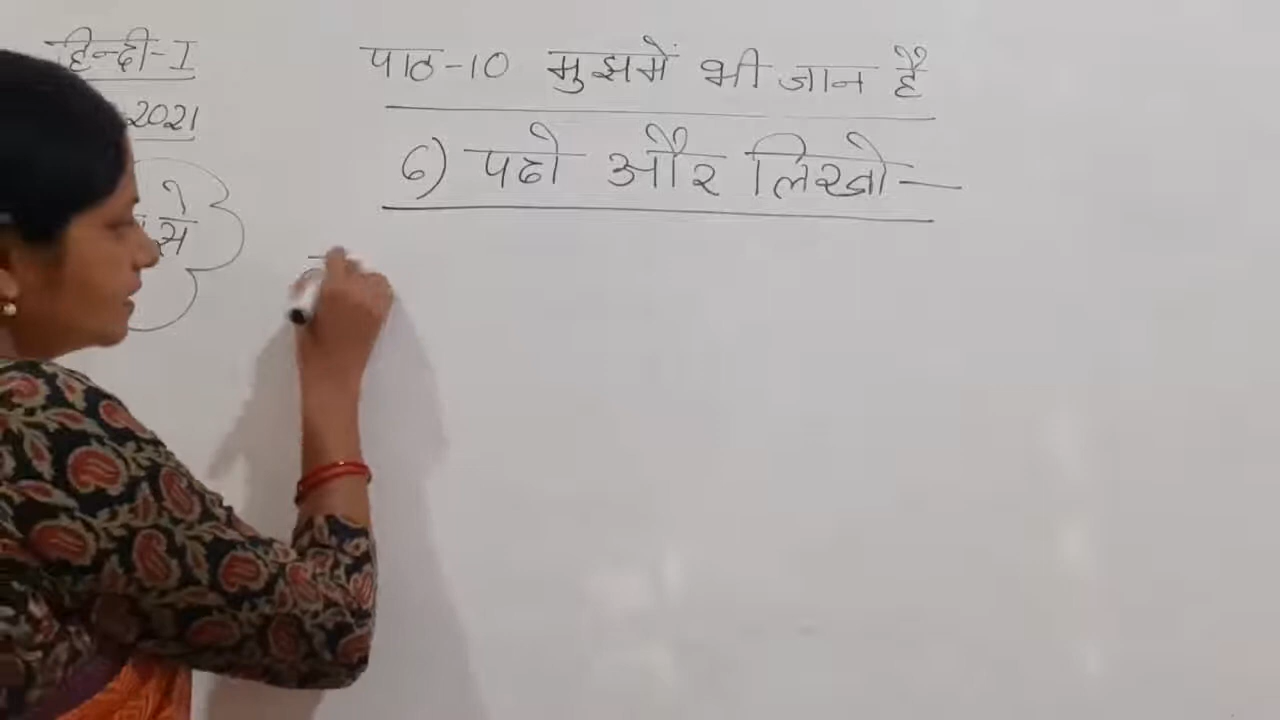 हिन्दी-I
2021
से
पाठ-10 मुझमें भी जान है
6) पढो और लिखो-